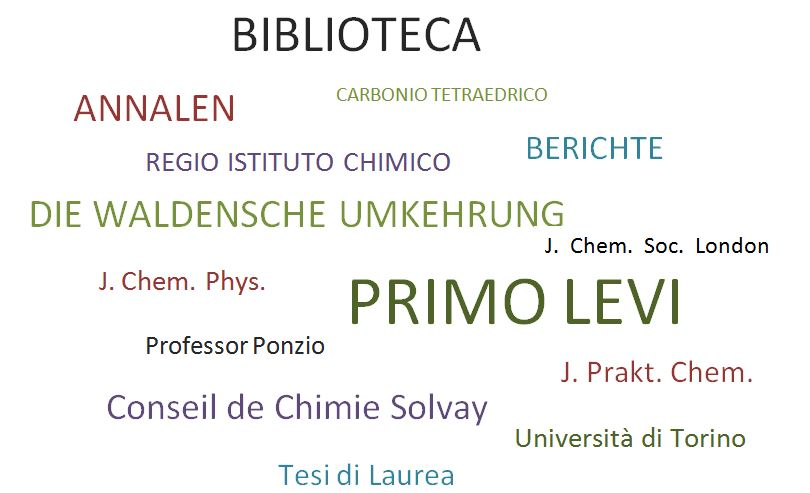 BIBLIOTECA
CARBONIO TETRAEDRICO
ANNALEN
BERICHTE
REGIO ISTITUTO CHIMICO
DIE WALDENSCHE UMKEHRUNG
J. Chem. Soc. London
J. Chem. Phys.
PRIMO LEVI
Professor Ponzio
J. Prakt. Chem.
Conseil de Chimie Solvay
Università di Torino
Tesi di Laurea